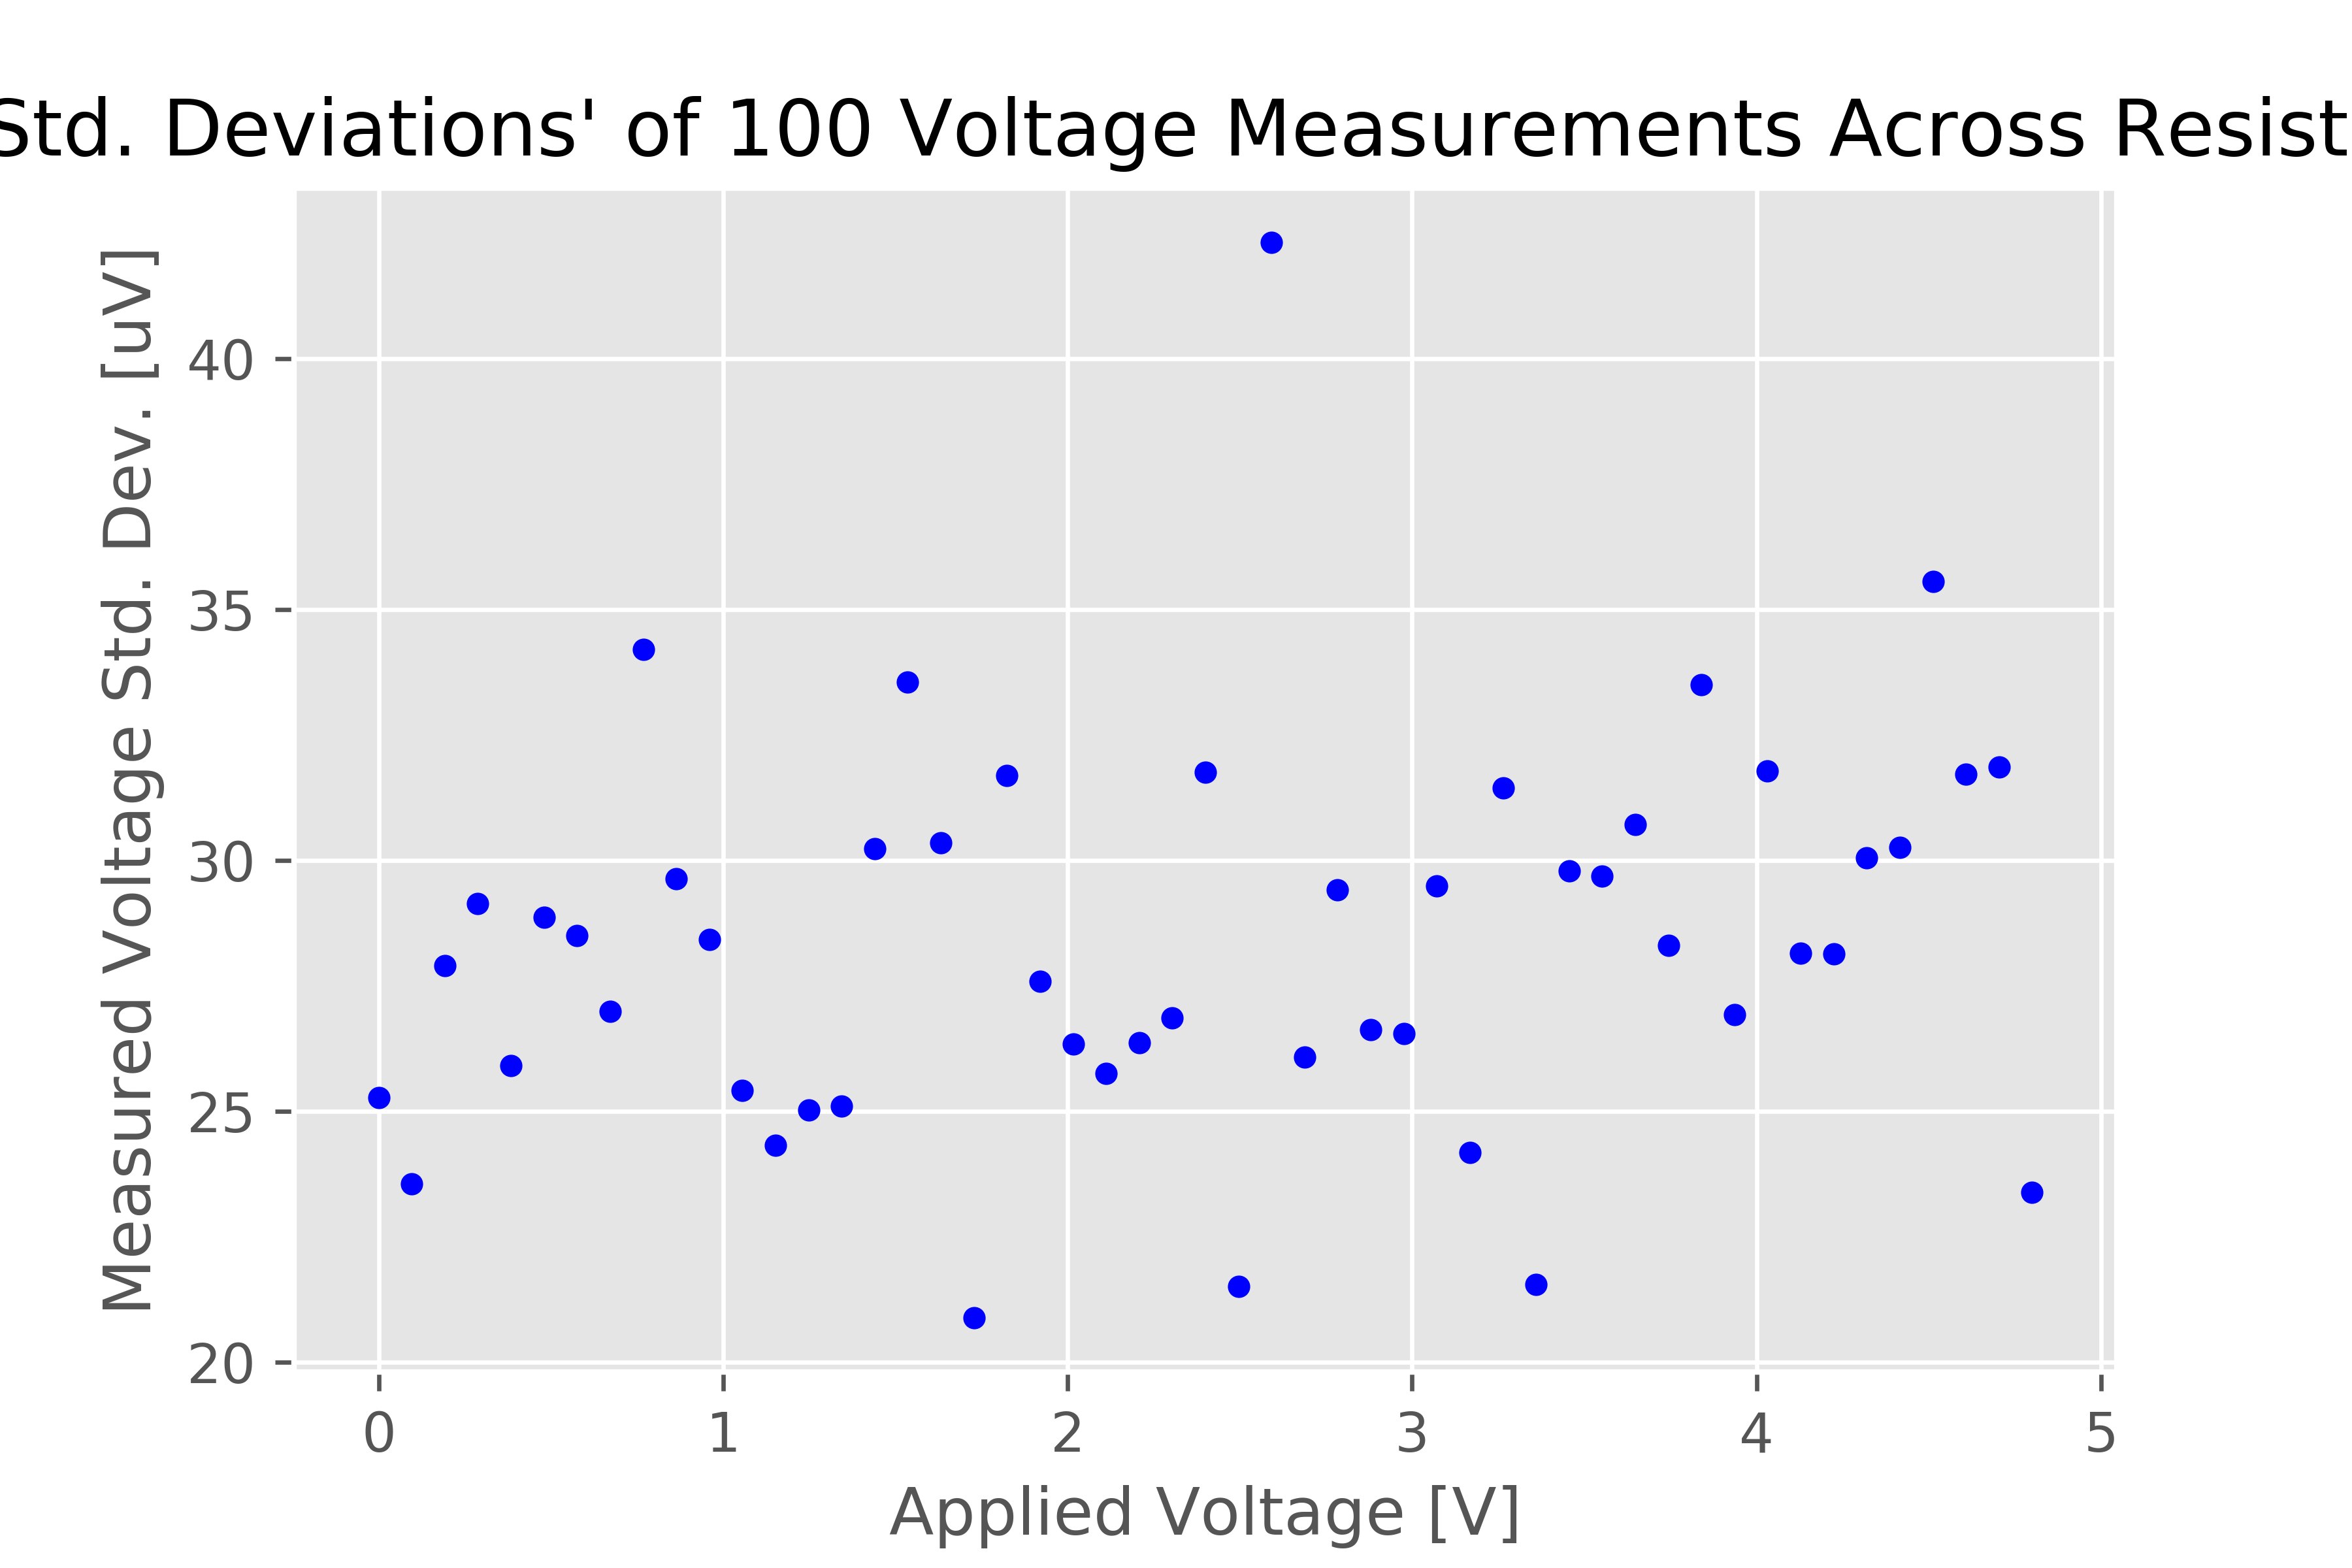 Std. Deviations' of 100 Voltage Measurements Across Resist
Measured Voltage Std. Dev. [uV]
40
35
30
25
20
0 1 2 3 4 5
Applied Voltage [V]